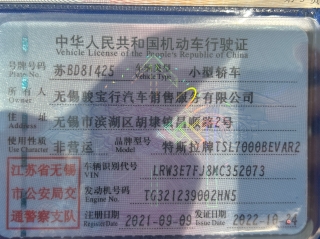 中华人民共和国机动车行驶证
Vehicle License of the People's Republic of China
号牌号码 苏BD81425 车辆类型 小型轿车
Plate No. Vehicle Type
所有人 无锡骏宝行汽车销售服务有限公司
Owner
住址 无锡市滨湖区胡埭镇昌顺路2号
Address
使用性质 非营运 品牌型号 特斯拉牌TSL7000BEVAR2
Use Character Model
江苏省无锡
市公安局交
通警察支队
车辆识别代号 LRW3E7FJ3MC352073
VIN
发动机号码 TG321239002HNS
Engine No.
注册日期 2021-09-09 发证日期 2022-10-24
Register Date Issue Date